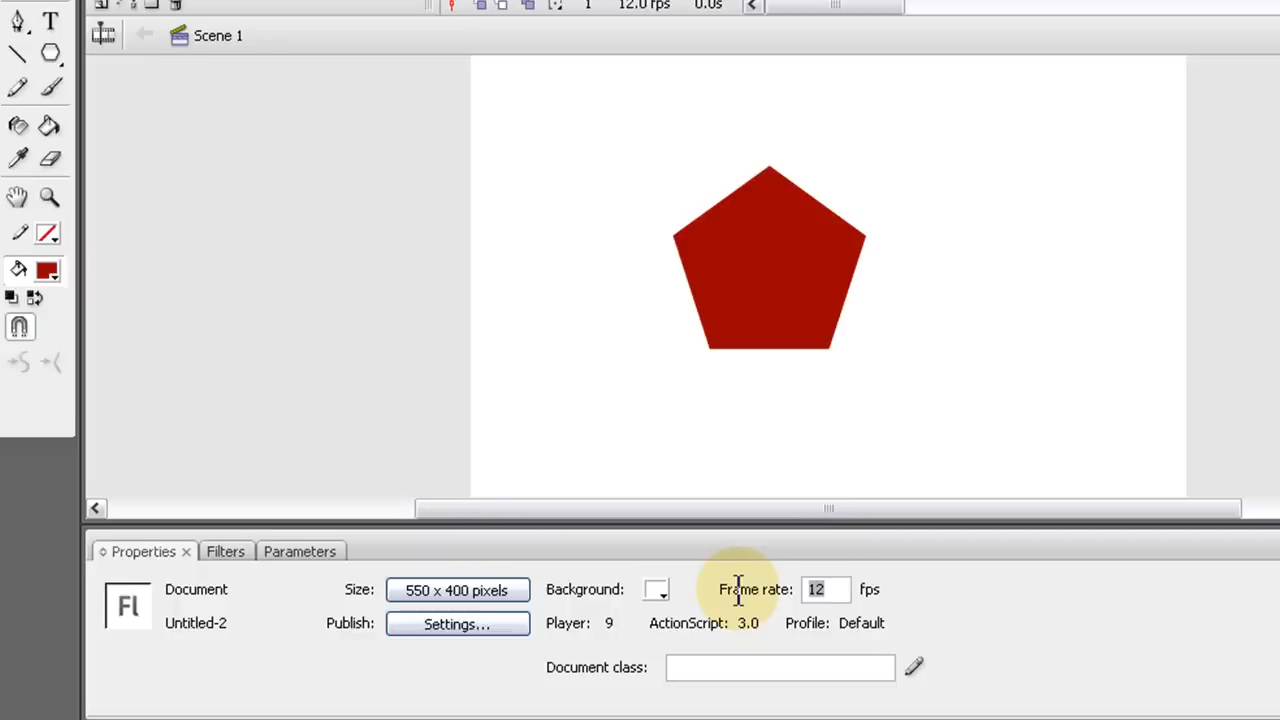 1 12.0 fps 0.0s
T
Scene 1
Properties Filters Parameters
Fl Document Size: 550 x 400 pixels Background: Frame rate: 12 fps
Untitled-2 Publish: Settings... Player: 9 ActionScript: 3.0 Profile: Default
Document class: